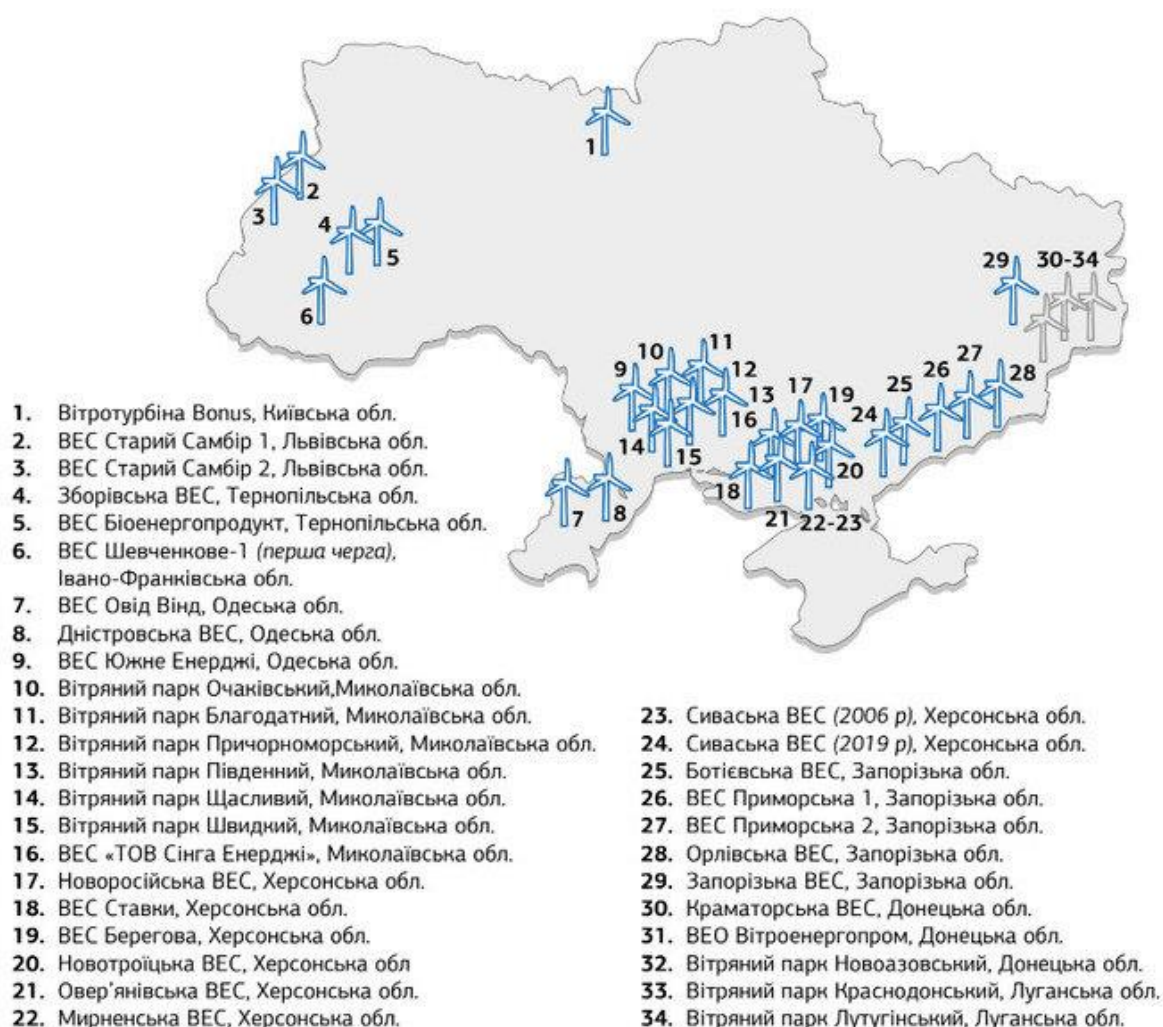 1
2
3
4
5
6
29
30-34
11
10
12
9
27
28
13
17
19
25
26
16
24
14
15
20
18
7
8
21
22-23
1. Вітротурбіна Bonus, Київська обл.
2. ВЕС Старий Самбір 1, Львівська обл.
3. ВЕС Старий Самбір 2, Львівська обл.
4. Зборівська ВЕС, Тернопільська обл.
5. ВЕС Біоенергопродукт, Тернопільська обл.
6. ВЕС Шевченкове-1 (перша черга),
Івано-Франківська обл.
7. ВЕС Овід Вінд, Одеська обл.
8. Дністровська ВЕС, Одеська обл.
9. ВЕС Южне Енерджі, Одеська обл.
10. Вітряний парк Очаківський,Миколаївська обл.
11. Вітряний парк Благодатний, Миколаївська обл.
12. Вітряний парк Причорноморський, Миколаївська обл.
13. Вітряний парк Південний, Миколаївська обл.
14. Вітряний парк Щасливий, Миколаївська обл.
15. Вітряний парк Швидкий, Миколаївська обл.
16. ВЕС «ТОВ Сінга Енерджі», Миколаївська обл.
17. Новоросійська ВЕС, Херсонська обл.
18. ВЕС Ставки, Херсонська обл.
19. ВЕС Берегова, Херсонська обл.
20. Новотроїцька ВЕС, Херсонська обл
21. Овер'янівська ВЕС, Херсонська обл.
22. Мирненська ВЕС, Херсонська обл.
23. Сиваська ВЕС (2006 р), Херсонська обл.
24. Сиваська ВЕС (2019 р), Херсонська обл.
25. Ботієвська ВЕС, Запорізька обл.
26. ВЕС Приморська 1, Запорізька обл.
27. ВЕС Приморська 2, Запорізька обл.
28. Орлівська ВЕС, Запорізька обл.
29. Запорізька ВЕС, Запорізька обл.
30. Краматорська ВЕС, Донецька обл.
31. ВЕО Вітроенергопром, Донецька обл.
32. Вітряний парк Новоазовський, Донецька обл.
33. Вітряний парк Краснодонський, Луганська обл.
34. Вітряний парк Лутугінський, Луганська обл.